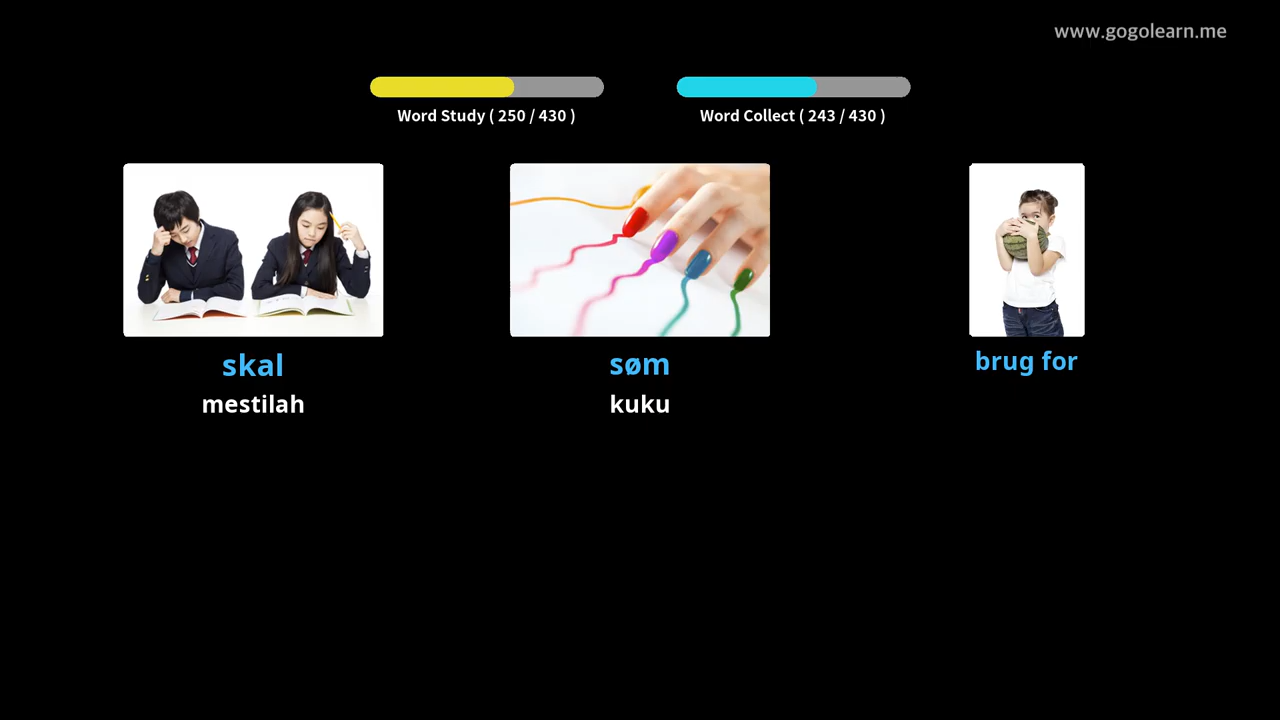 www.gogolearn.me
Word Study ( 250 / 430 )
Word Collect ( 243 / 430 )
skal
søm
brug for
mestilah
kuku